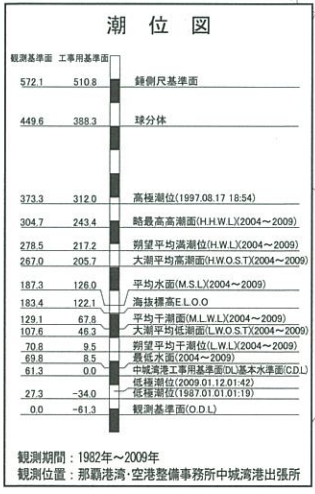 潮位図
観測基準面 工事用基準面
572.1 510.8 錘側尺基準面
449.6 388.3 球分体
373.3 312.0 高極潮位(1997.08.17 18:54)
304.7 243.4 略最高高潮面(H.H.W.L)(2004～2009)
278.5 217.2 朔望平均満潮位(H.W.L)(2004～2009)
267.0 205.7 大潮平均高潮面(H.W.O.S.T)(2004～2009)
187.3 126.0 平均水面(M.S.L)(2004～2009)
183.4 122.1 海抜標高E.L.0.0
129.1 67.8 平均干潮面(M.L.W.L)(2004～2009)
107.6 46.3 大潮平均低潮面(L.W.O.S.T)(2004～2009)
70.8 9.5 朔望平均干潮位(L.W.L)(2004～2009)
69.8 8.5 最低水面(2004～2009)
61.3 0.0 中城湾港工事用基準面(DL)基本水準面(C.D.L)
低極潮位(2009.01.12.01:42)
27.3 -34.0 低極潮位(1987.01.01.01:19)
0.0 -61.3 観測基準面(O.D.L)
観測期間：1982年～2009年
観測位置：那覇港湾・空港整備事務所中城湾港出張所